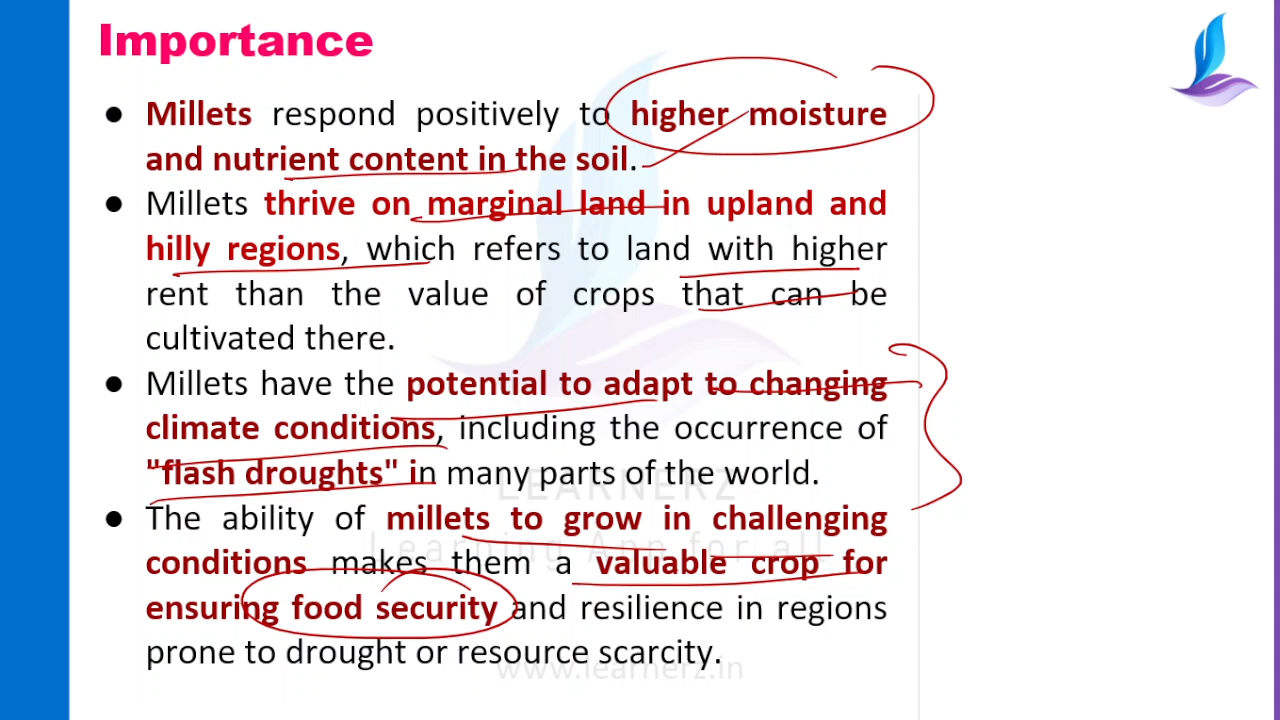 Importance
● Millets respond positively to higher moisture
and nutrient content in the soil.
● Millets thrive on marginal land in upland and
hilly regions, which refers to land with higher
rent than the value of crops that can be
cultivated there.
● Millets have the potential to adapt to changing
climate conditions, including the occurrence of
"flash droughts" in many parts of the world.
LEARNERZ
● The ability of millets to grow in challenging
Learning App for all
conditions makes them a valuable crop for
ensuring food security and resilience in regions
prone to drought or resource scarcity.
www.learnerz.in